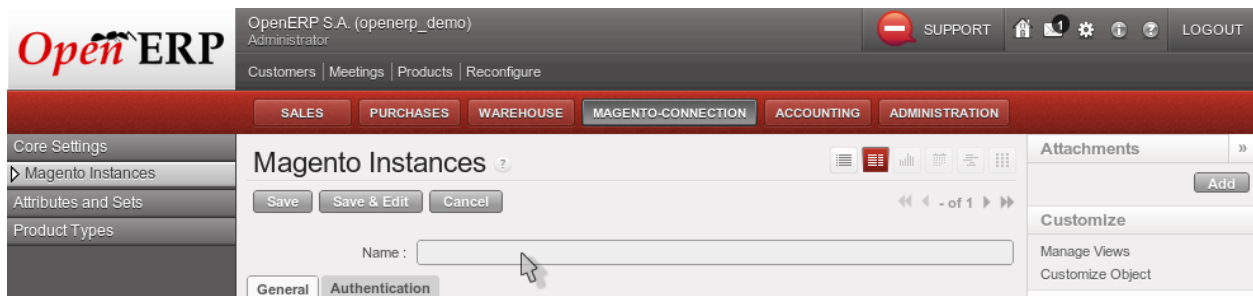 Open ERP
OpenERP S.A. (openerp_demo)
Administrator
SUPPORT
1
LOGOUT
Customers | Meetings | Products | Reconfigure
SALES PURCHASES WAREHOUSE MAGENTO-CONNECTION ACCOUNTING ADMINISTRATION
Core Settings
Magento Instances
Attributes and Sets
Product Types
Magento Instances ?
Save Save & Edit Cancel
- of 1
Name :
General Authentication
Attachments »
Add
Customize
Manage Views
Customize Object